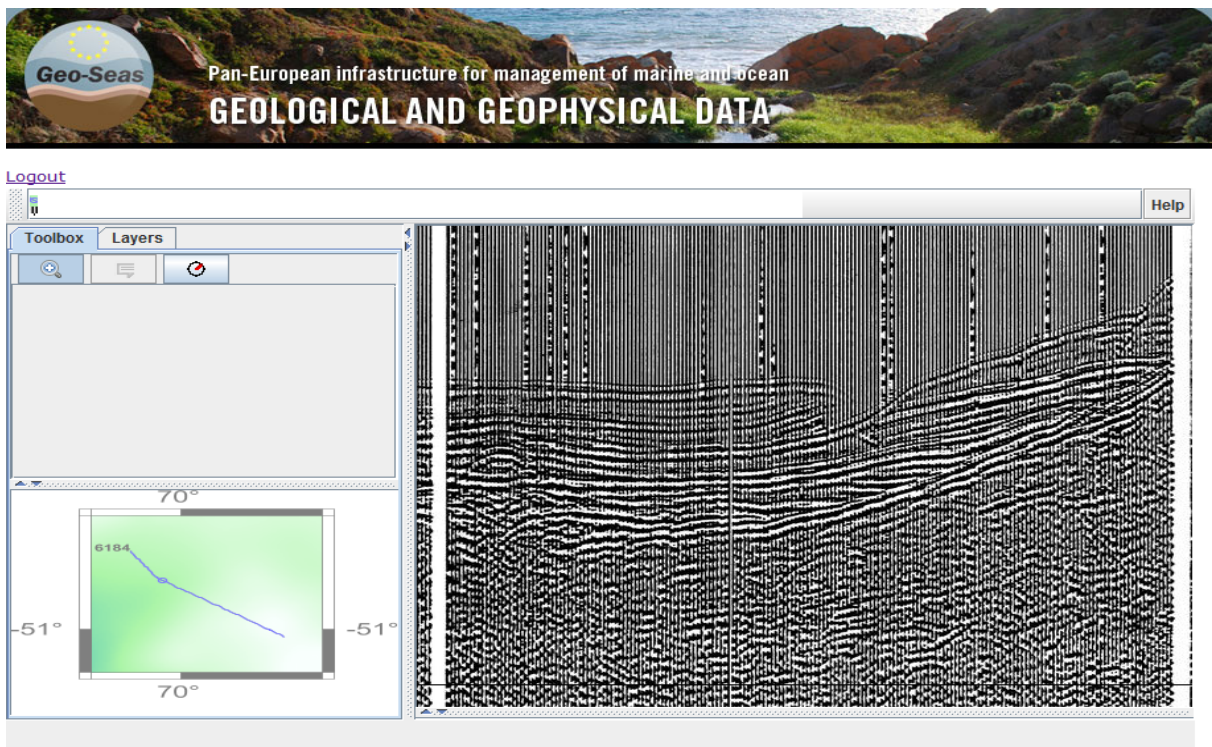 Geo-Seas
Pan-European infrastructure for management of marine and ocean
GEOLOGICAL AND GEOPHYSICAL DATA
Logout
Help
Toolbox Layers
70°
6184
-51° -51°
70°